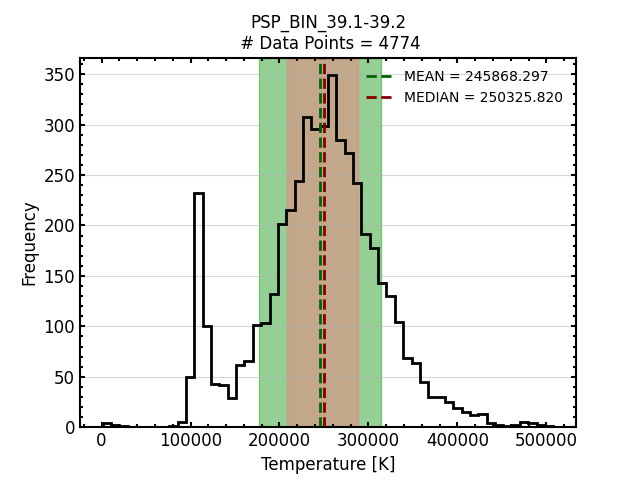 PSP_BIN_39.1-39.2
# Data Points = 4774
MEAN = 245868.297
MEDIAN = 250325.820
350
300
250
200
150
100
50
0
Frequency
0
100000
200000
300000
400000
500000
Temperature [K]